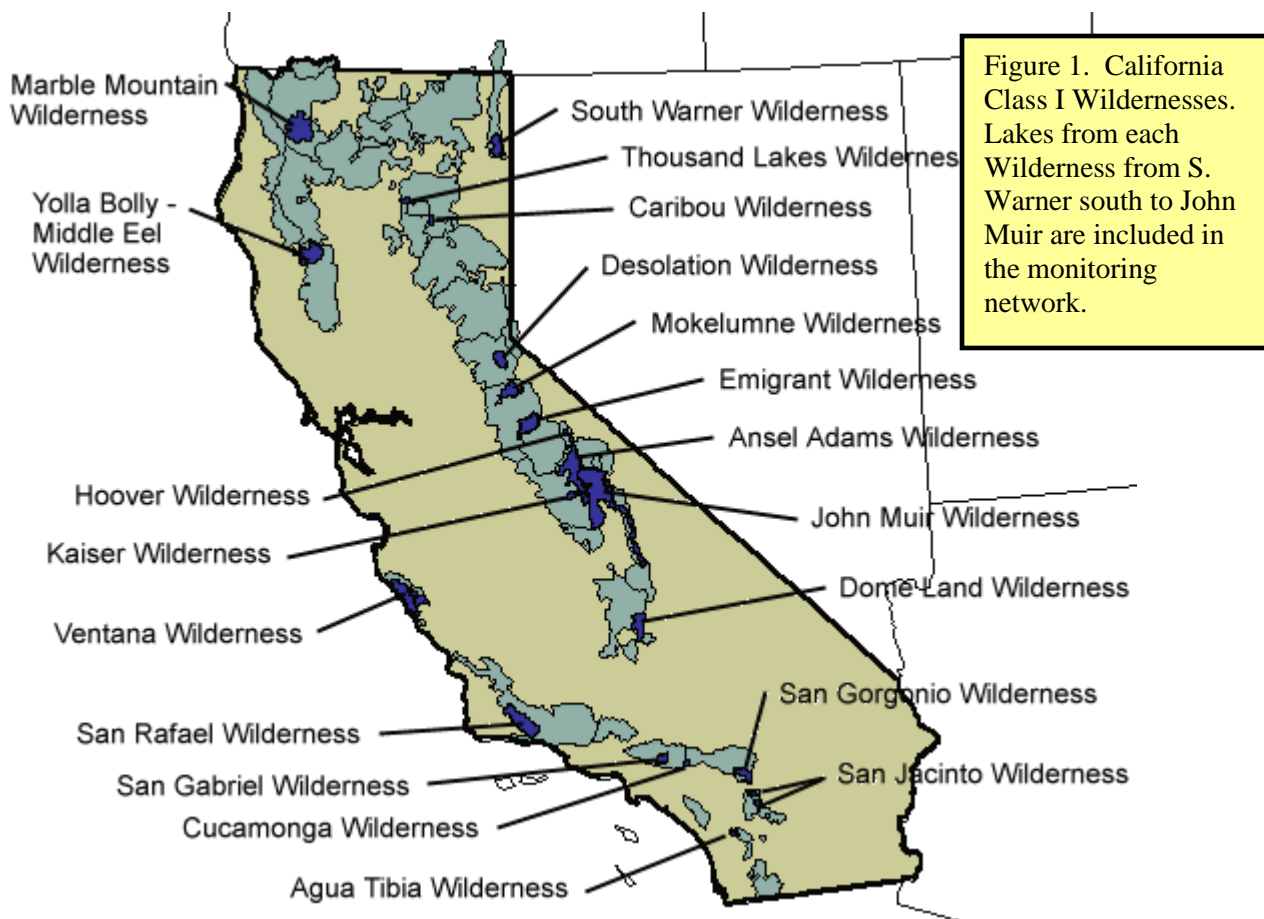 Marble Mountain
Wilderness
Yolla Bolly -
Middle Eel
Wilderness
Hoover Wilderness
Kaiser Wilderness
Ventana Wilderness
San Rafael Wilderness
San Gabriel Wilderness
Cucamonga Wilderness
Agua Tibia Wilderness
South Warner Wilderness
Thousand Lakes Wildernes
Caribou Wilderness
Desolation Wilderness
Mokelumne Wilderness
Emigrant Wilderness
Ansel Adams Wilderness
John Muir Wilderness
Dome Land Wilderness
San Gorgonio Wilderness
San Jacinto Wilderness
Figure 1. California
Class I Wildernesses.
Lakes from each
Wilderness from S.
Warner south to John
Muir are included in
the monitoring
network.